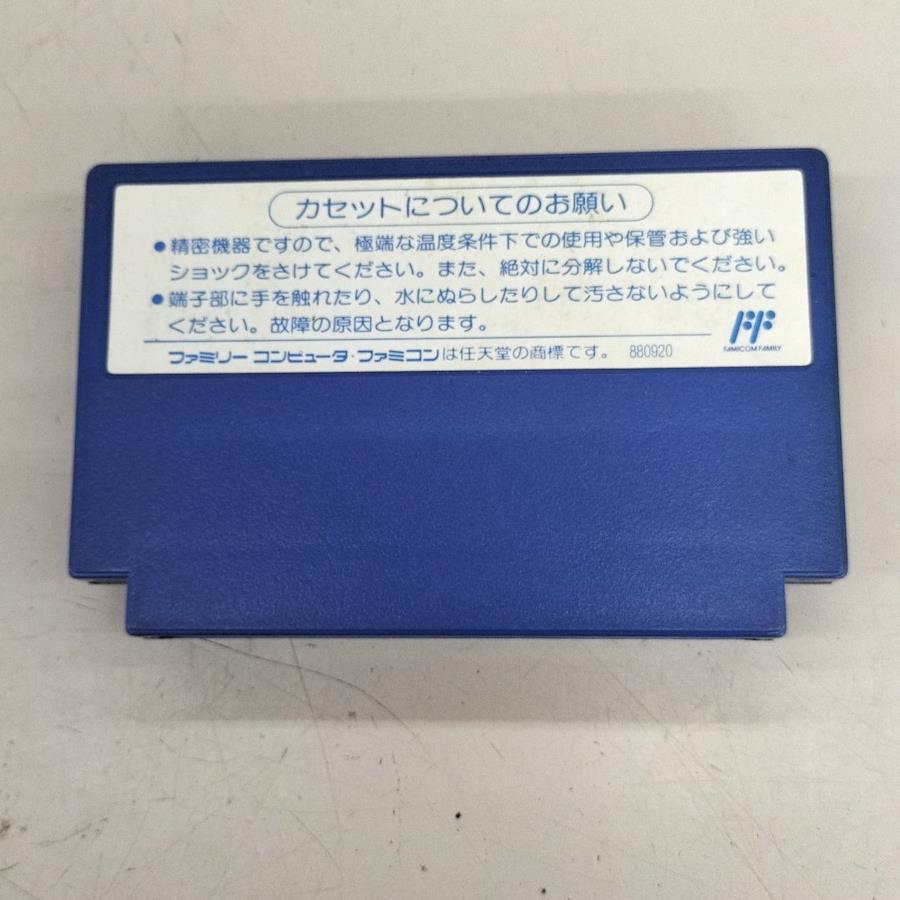 カセットについてのお願い
●精密機器ですので、極端な温度条件下での使用や保管および強い
ショックをさけてください。また、絶対に分解しないでください。
●端子部に手を触れたり、水にぬらしたりして汚さないようにして
ください。故障の原因となります。
FF
FAMICOM FAMILY
ファミリー コンピュータ・ファミコンは任天堂の商標です。 880920